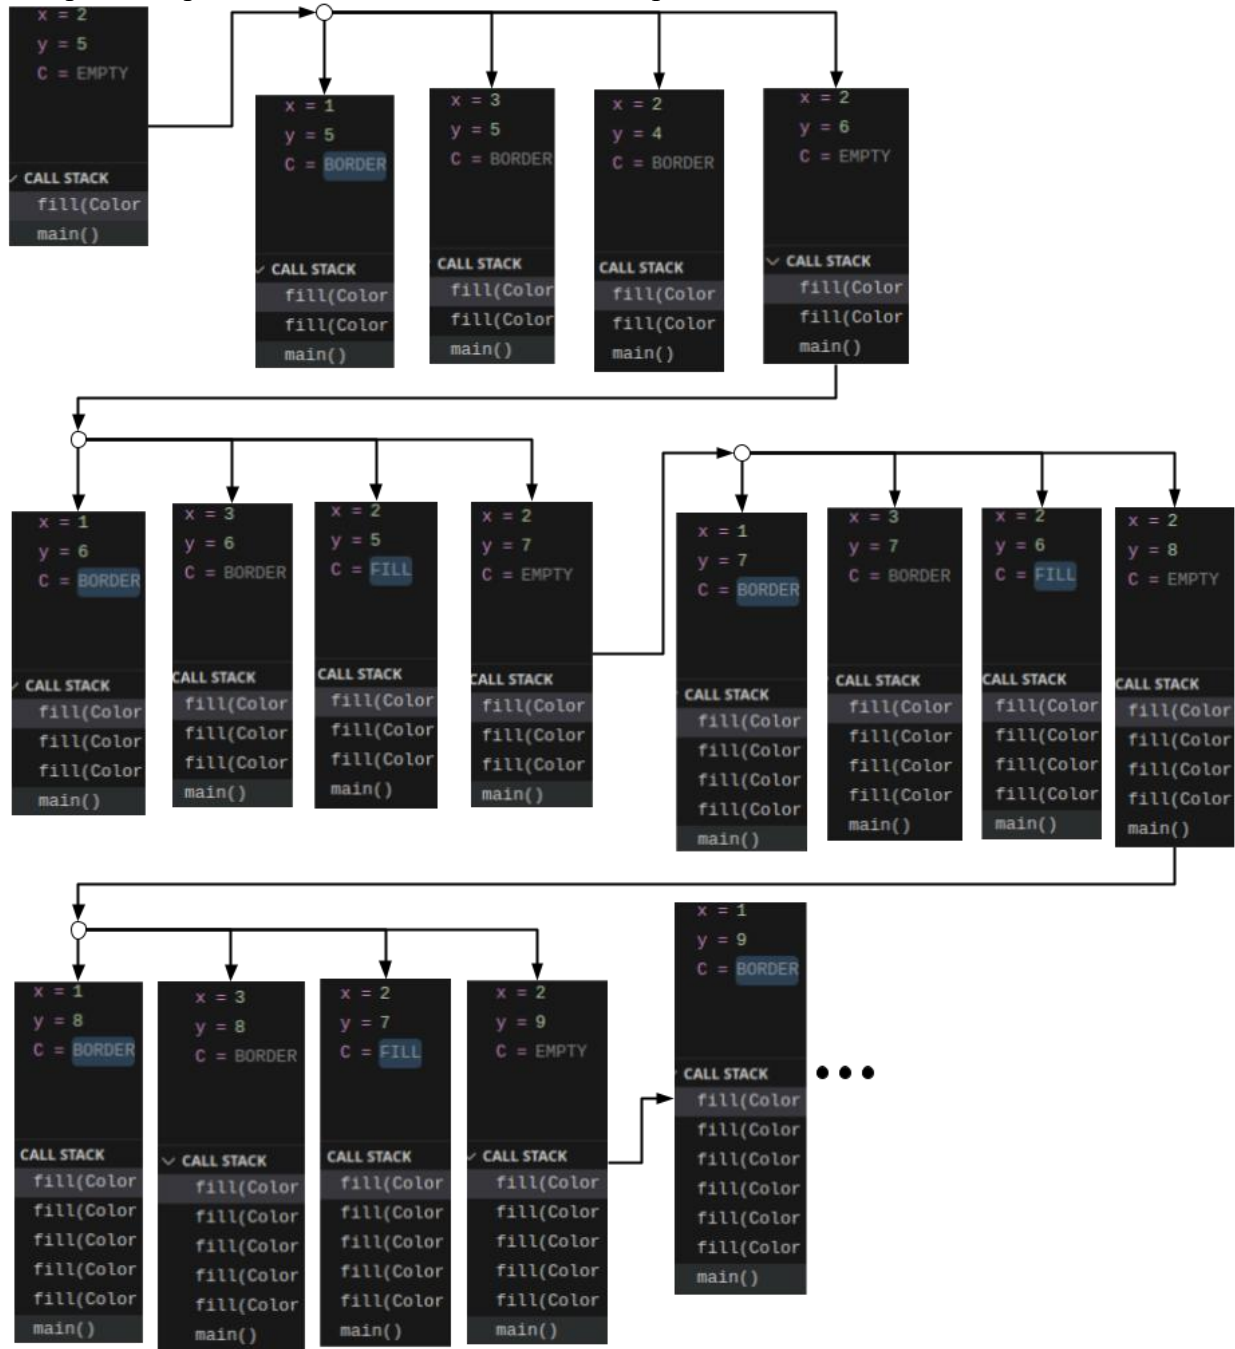 x = 2
y = 5
C = EMPTY
CALL STACK
fill(Color
main()
x = 1
y = 5
C = BORDER
CALL STACK
fill(Color
fill(Color
main()
x = 3
y = 5
C = BORDER
CALL STACK
fill(Color
fill(Color
main()
x = 2
y = 4
C = BORDER
CALL STACK
fill(Color
fill(Color
main()
x = 2
y = 6
C = EMPTY
CALL STACK
fill(Color
fill(Color
main()
x = 1
y = 6
C = BORDER
CALL STACK
fill(Color
fill(Color
fill(Color
main()
x = 3
y = 6
C = BORDER
CALL STACK
fill(Color
fill(Color
fill(Color
main()
x = 2
y = 5
C = FILL
CALL STACK
fill(Color
fill(Color
fill(Color
main()
x = 2
y = 7
C = EMPTY
CALL STACK
fill(Color
fill(Color
fill(Color
main()
x = 1
y = 7
C = BORDER
CALL STACK
fill(Color
fill(Color
fill(Color
fill(Color
main()
x = 3
y = 7
C = BORDER
CALL STACK
fill(Color
fill(Color
fill(Color
fill(Color
main()
x = 2
y = 6
C = FILL
CALL STACK
fill(Color
fill(Color
fill(Color
fill(Color
main()
x = 2
y = 8
C = EMPTY
CALL STACK
fill(Color
fill(Color
fill(Color
fill(Color
main()
x = 1
y = 8
C = BORDER
CALL STACK
fill(Color
fill(Color
fill(Color
fill(Color
fill(Color
main()
x = 3
y = 8
C = BORDER
CALL STACK
fill(Color
fill(Color
fill(Color
fill(Color
fill(Color
main()
x = 2
y = 7
C = FILL
CALL STACK
fill(Color
fill(Color
fill(Color
fill(Color
fill(Color
main()
x = 2
y = 9
C = EMPTY
CALL STACK
fill(Color
fill(Color
fill(Color
fill(Color
fill(Color
main()
x = 1
y = 9
C = BORDER
CALL STACK
fill(Color
fill(Color
fill(Color
fill(Color
fill(Color
fill(Color
main()